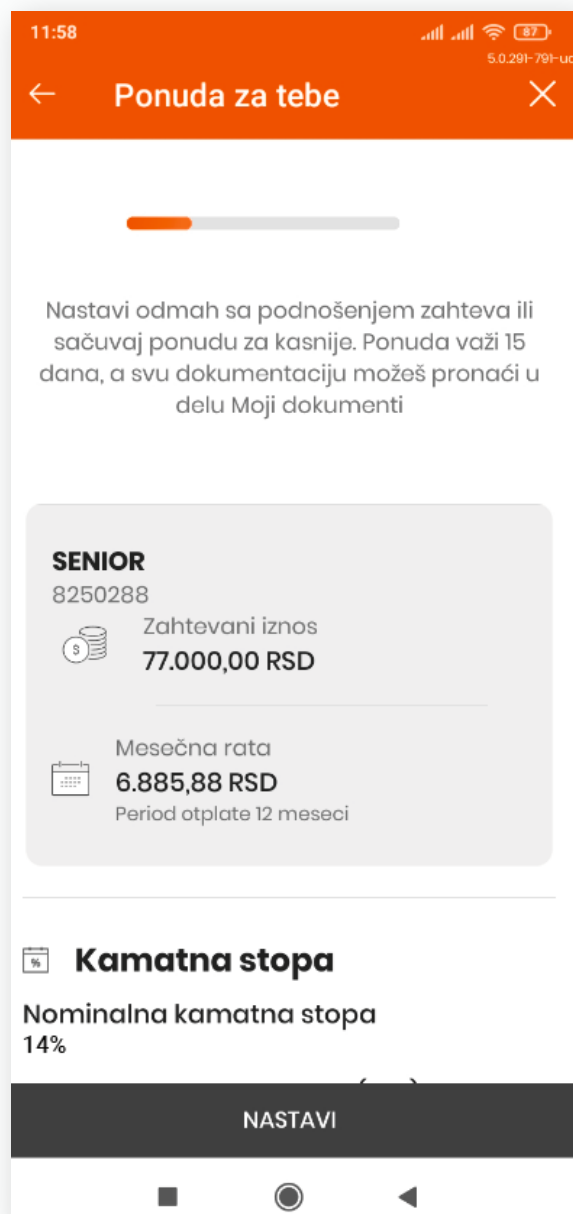 11:58
87
5.0.291-791-ud
Ponuda za tebe
Nastavi odmah sa podnošenjem zahteva ili
sačuvaj ponudu za kasnije. Ponuda važi 15
dana, a svu dokumentaciju možeš pronaći u
delu Moji dokumenti
SENIOR
8250288
Zahtevani iznos
77.000,00 RSD
Mesečna rata
6.885,88 RSD
Period otplate 12 meseci
Kamatna stopa
Nominalna kamatna stopa
14%
NASTAVI